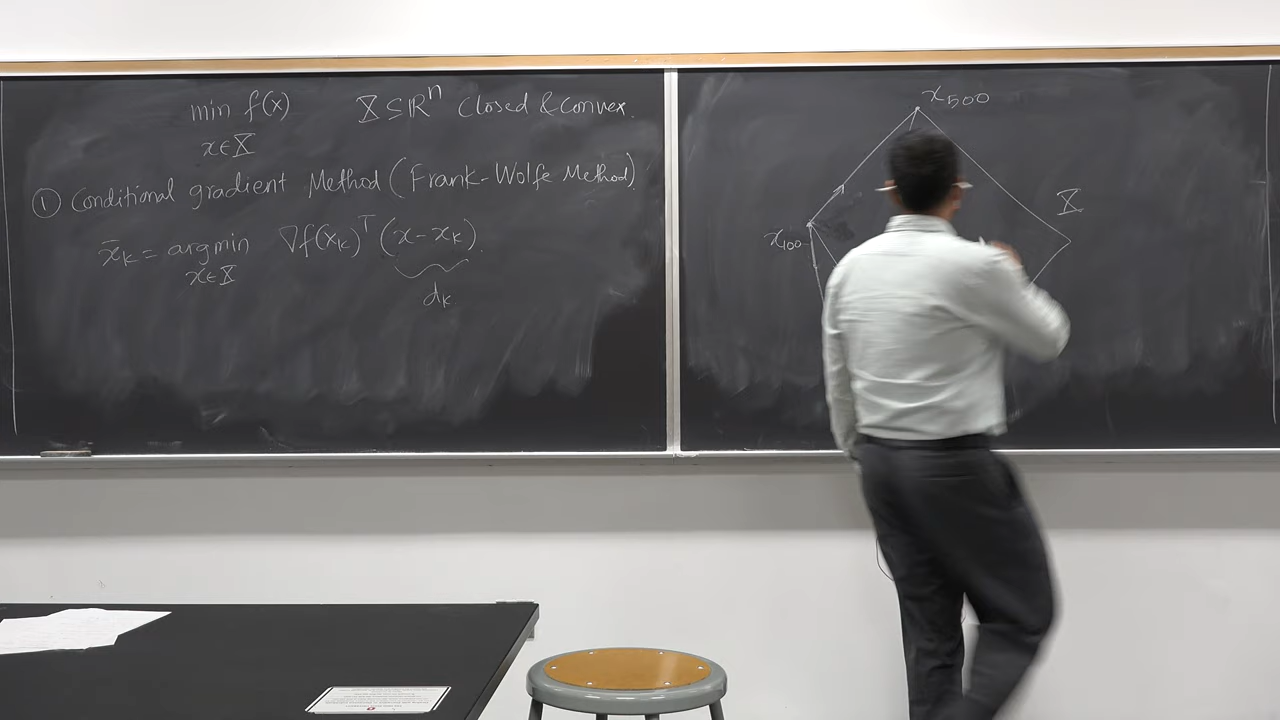 min f(x) X ⊆ ℝⁿ Closed & Convex.
x∈X
① Conditional gradient Method (Frank-Wolfe Method)
x̄ₖ = argmin ∇f(xₖ)ᵀ (x - xₖ)
x∈X
dₖ
x₅₀₀
X
x₁₀₀